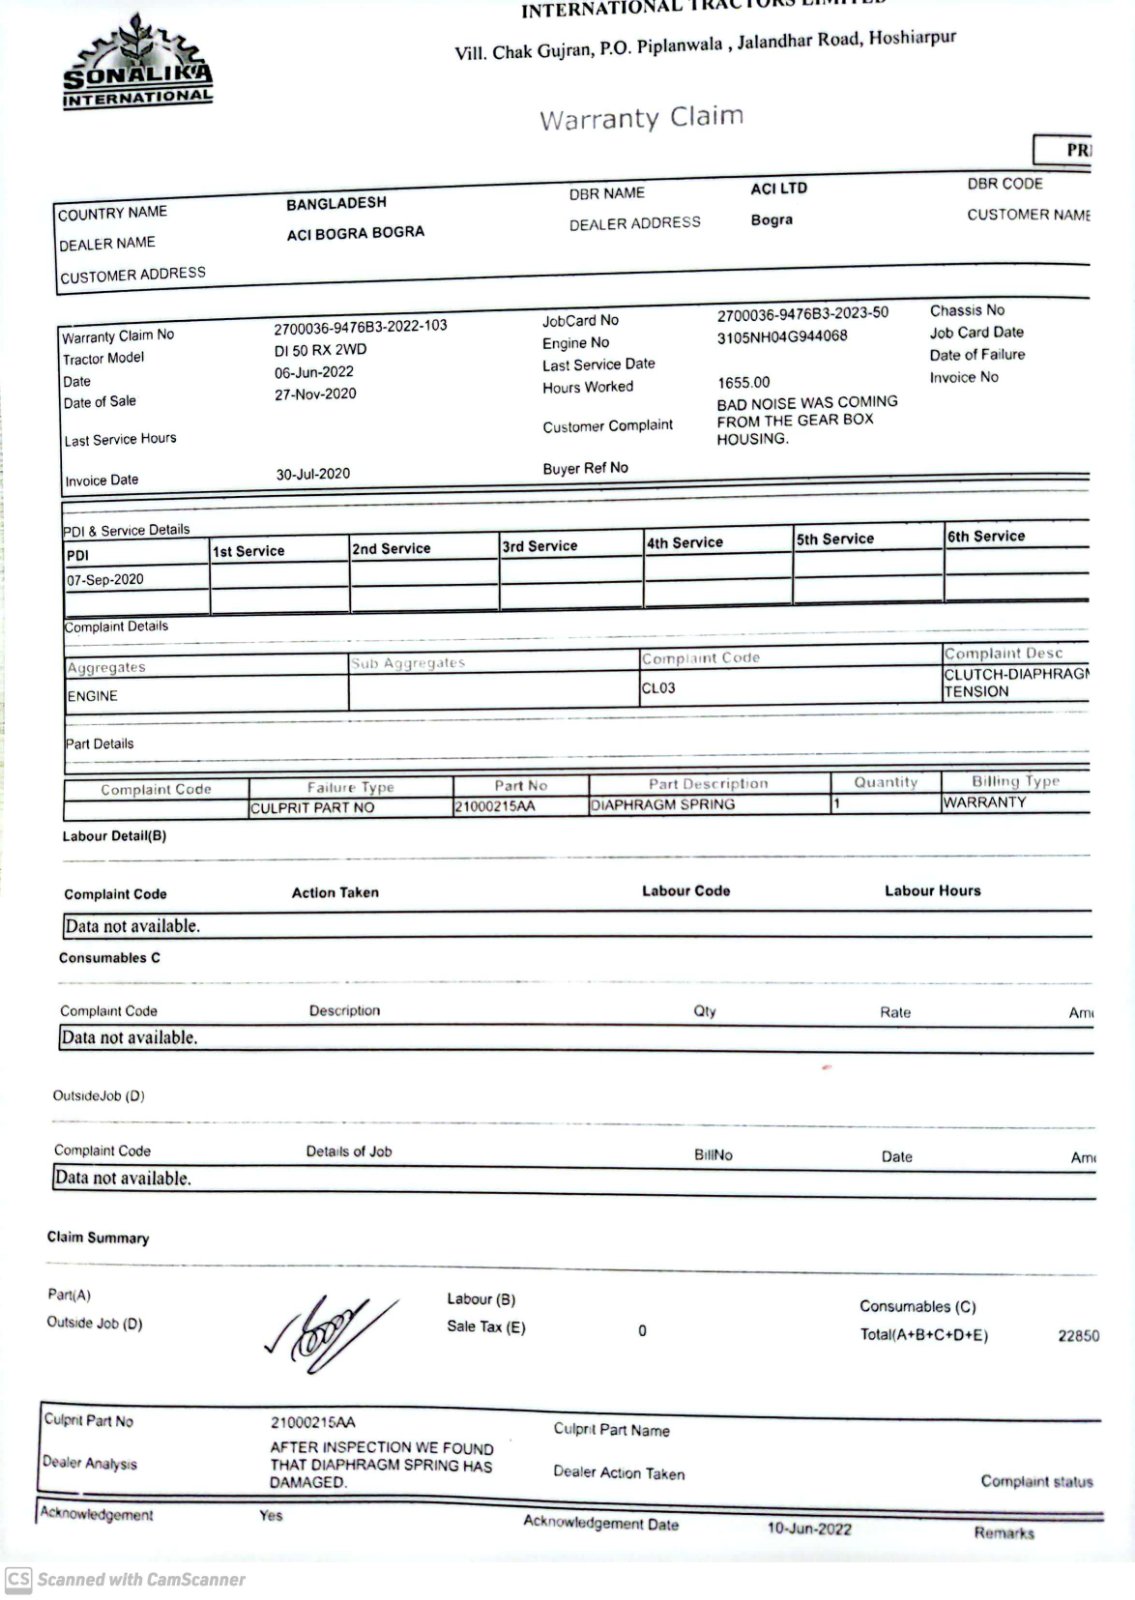 SONALIKA
INTERNATIONAL
INTERNATIONAL TRACTORS LIMITED
Vill. Chak Gujran, P.O. Piplanwala , Jalandhar Road, Hoshiarpur
Warranty Claim
PRI
COUNTRY NAME BANGLADESH DBR NAME ACI LTD DBR CODE
DEALER NAME ACI BOGRA BOGRA DEALER ADDRESS Bogra CUSTOMER NAME
CUSTOMER ADDRESS
Warranty Claim No 2700036-9476B3-2022-103 JobCard No 2700036-9476B3-2023-50 Chassis No
Tractor Model DI 50 RX 2WD Engine No 3105NH04G944068 Job Card Date
Date 06-Jun-2022 Last Service Date Date of Failure
Date of Sale 27-Nov-2020 Hours Worked 1655.00 Invoice No
Last Service Hours Customer Complaint BAD NOISE WAS COMING
FROM THE GEAR BOX
HOUSING.
Invoice Date 30-Jul-2020 Buyer Ref No
PDI & Service Details
PDI 1st Service 2nd Service 3rd Service 4th Service 5th Service 6th Service
07-Sep-2020
Complaint Details
Aggregates Sub Aggregates Complaint Code Complaint Desc
ENGINE CL03 CLUTCH-DIAPHRAGM
TENSION
Part Details
Complaint Code Failure Type Part No Part Description Quantity Billing Type
CULPRIT PART NO 21000215AA DIAPHRAGM SPRING 1 WARRANTY
Labour Detail(B)
Complaint Code Action Taken Labour Code Labour Hours
Data not available.
Consumables C
Complaint Code Description Qty Rate Amo
Data not available.
OutsideJob (D)
Complaint Code Details of Job BillNo Date Amo
Data not available.
Claim Summary
Part(A) Labour (B) Consumables (C)
Outside Job (D) Sale Tax (E) 0 Total(A+B+C+D+E) 22850
Culprit Part No 21000215AA Culprit Part Name
Dealer Analysis AFTER INSPECTION WE FOUND
THAT DIAPHRAGM SPRING HAS
DAMAGED. Dealer Action Taken Complaint status
Acknowledgement Yes Acknowledgement Date 10-Jun-2022 Remarks
CS Scanned with CamScanner